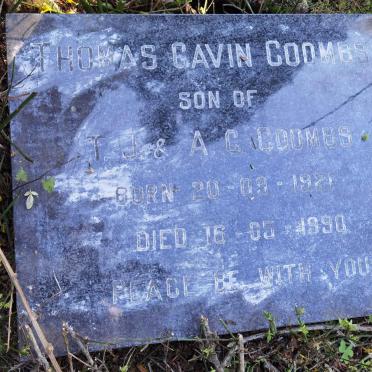 THOMAS GAVIN COOMBS
SON OF
T. J. & A. G. COOMBS
BORN 20-09-1921
DIED 16-05-1990
PEACE BE WITH YOU